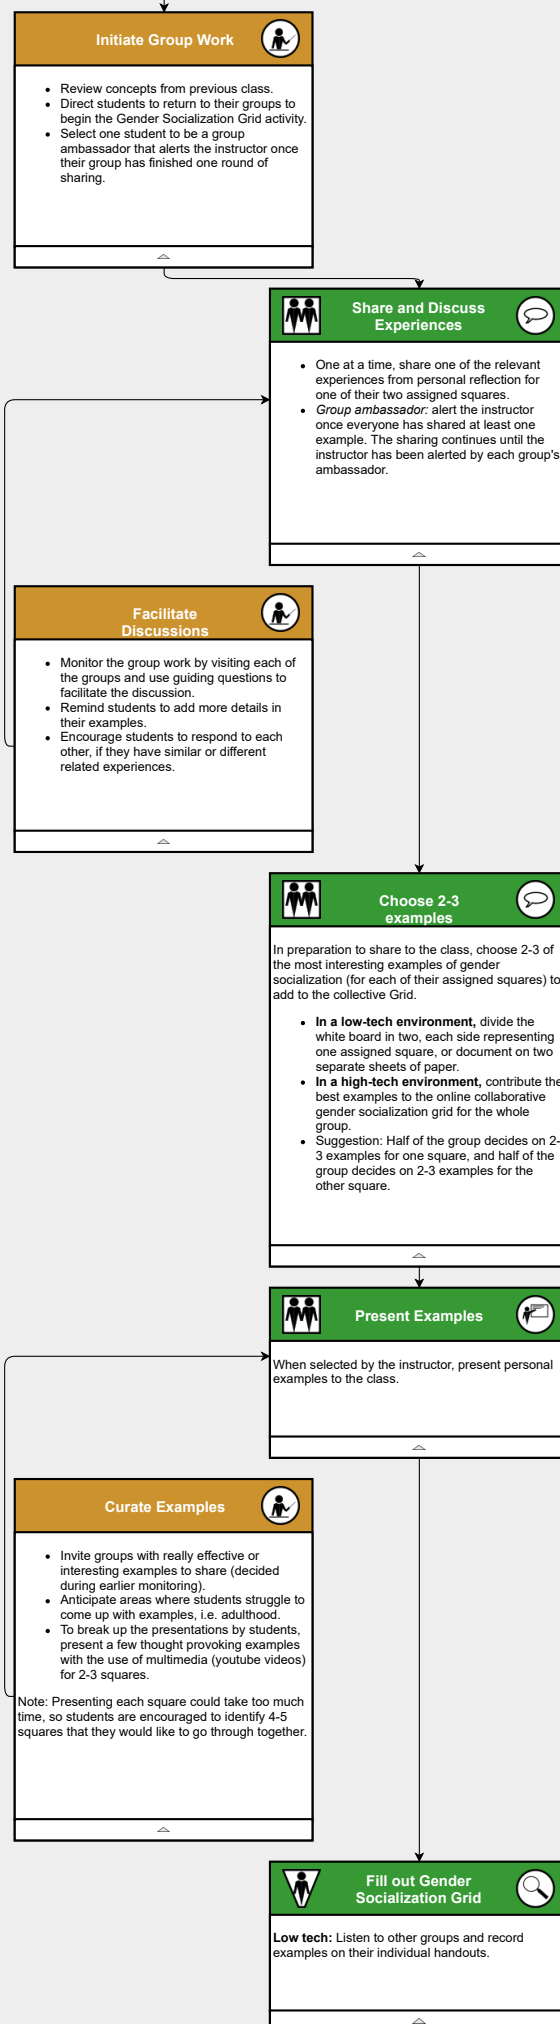 Initiate Group Work
Review concepts from previous class.
Direct students to return to their groups to
begin the Gender Socialization Grid activity.
Select one student to be a group
ambassador that alerts the instructor once
their group has finished one round of
sharing.
Share and Discuss
Experiences
One at a time, share one of the relevant
experiences from personal reflection for
one of their two assigned squares.
Group ambassador: alert the instructor
once everyone has shared at least one
example. The sharing continues until the
instructor has been alerted by each group's
ambassador.
Facilitate
Discussions
Monitor the group work by visiting each of
the groups and use guiding questions to
facilitate the discussion.
Remind students to add more details in
their examples.
Encourage students to respond to each
other, if they have similar or different
related experiences.
Choose 2-3
examples
In preparation to share to the class, choose 2-3 of
the most interesting examples of gender
socialization (for each of their assigned squares) to
add to the collective Grid.
In a low-tech environment, divide the
white board in two, each side representing
one assigned square, or document on two
separate sheets of paper.
In a high-tech environment, contribute the
best examples to the online collaborative
gender socialization grid for the whole
group.
Suggestion: Half of the group decides on 2-
3 examples for one square, and half of the
group decides on 2-3 examples for the
other square.
Present Examples
When selected by the instructor, present personal
examples to the class.
Curate Examples
Invite groups with really effective or
interesting examples to share (decided
during earlier monitoring).
Anticipate areas where students struggle to
come up with examples, i.e. adulthood.
To break up the presentations by students,
present a few thought provoking examples
with the use of multimedia (youtube videos)
for 2-3 squares.
Note: Presenting each square could take too much
time, so students are encouraged to identify 4-5
squares that they would like to go through together.
Fill out Gender
Socialization Grid
Low tech: Listen to other groups and record
examples on their individual handouts.